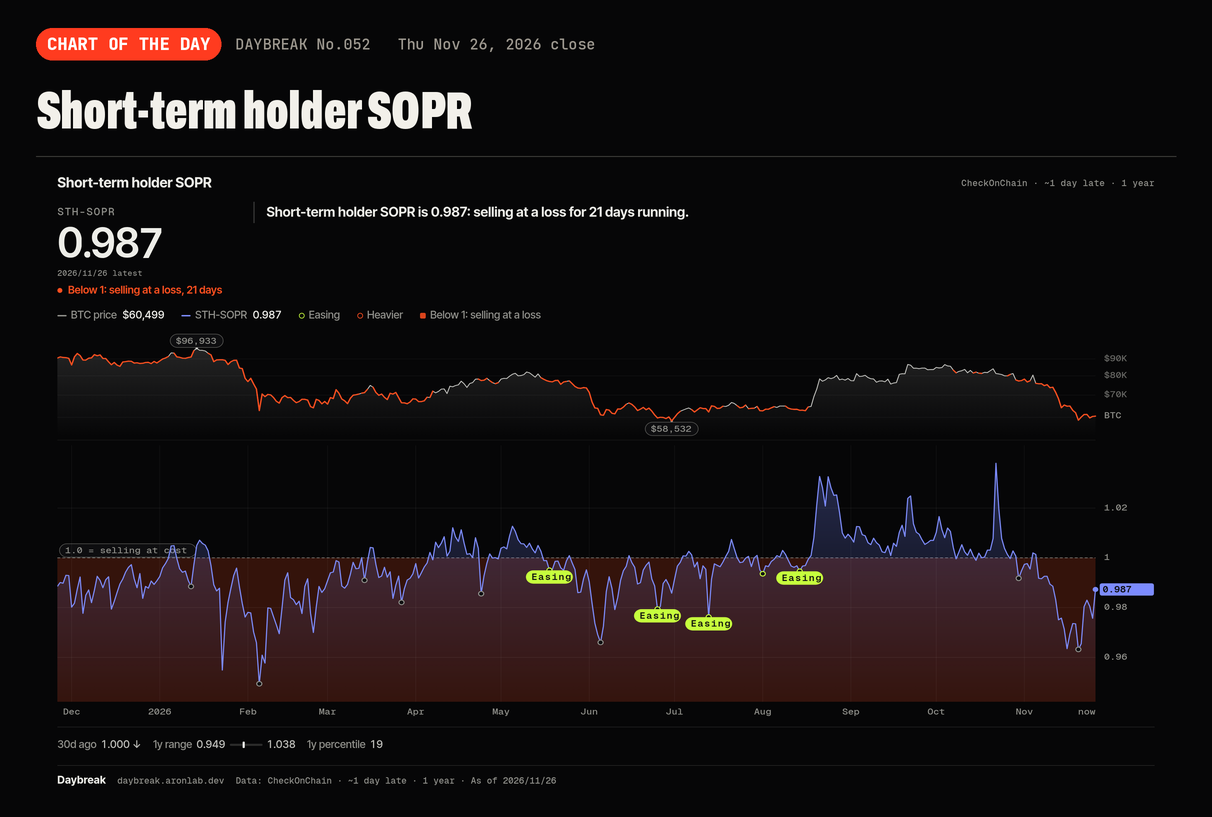 CHART OF THE DAY DAYBREAK No.052 Thu Nov 26, 2026 close
Short-term holder SOPR
Short-term holder SOPR CheckOnChain · ~1 day late · 1 year
STH-SOPR Short-term holder SOPR is 0.987: selling at a loss for 21 days running.
0.987
2026/11/26 latest
Below 1: selling at a loss, 21 days
BTC price $60,499 STH-SOPR 0.987 Easing Heavier Below 1: selling at a loss
$96,933
$90K
$80K
$70K
BTC
$58,532
1.02
1.0 = selling at cost
1
Easing Easing
0.987
0.98
Easing
Easing
0.96
Dec 2026 Feb Mar Apr May Jun Jul Aug Sep Oct Nov now
30d ago 1.000 ↓ 1y range 0.949 1.038 1y percentile 19
Daybreak daybreak.aronlab.dev Data: CheckOnChain · ~1 day late · 1 year · As of 2026/11/26